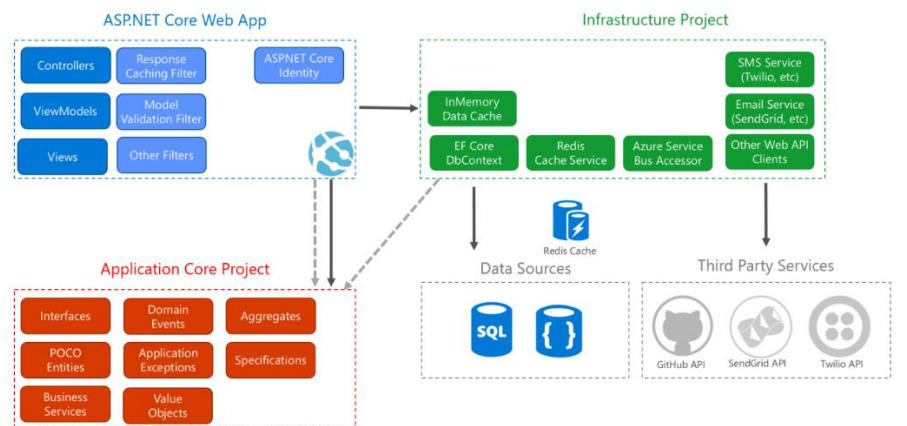 ASP.NET Core Web App
Controllers
Response
Caching Filter
ASP.NET Core
Identity
ViewModels
Model
Validation Filter
Views
Other Filters
Infrastructure Project
SMS Service
(Twilio, etc)
InMemory
Data Cache
Email Service
(SendGrid, etc)
EF Core
DbContext
Redis
Cache Service
Azure Service
Bus Accessor
Other Web API
Clients
Redis Cache
Application Core Project
Interfaces
Domain
Events
Aggregates
POCO
Entities
Application
Exceptions
Specifications
Business
Services
Value
Objects
Data Sources
SQL
{ }
Third Party Services
GitHub API
SendGrid API
Twilio API